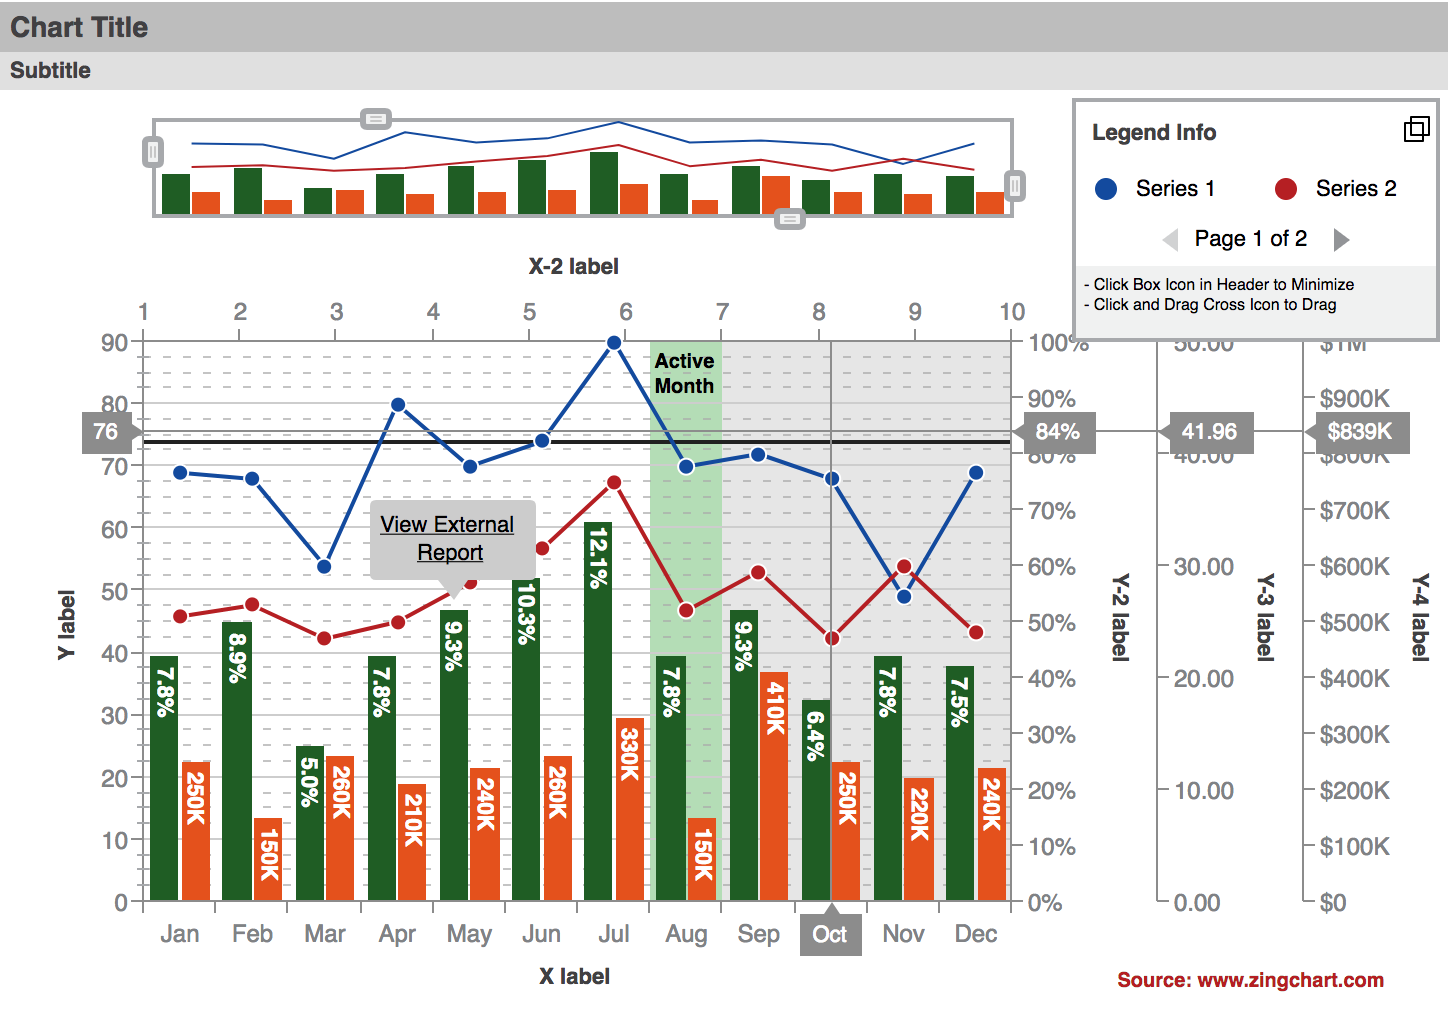 Chart Title
Subtitle
Legend Info
Series 1 Series 2
Page 1 of 2
- Click Box Icon in Header to Minimize
- Click and Drag Cross Icon to Drag
X-2 label
1 2 3 4 5 6 7 8 9 10
90
80
76
70
60
50
40
30
20
10
0
Y label
Active
Month
View External
Report
7.8%
250K
8.9%
150K
5.0%
260K
7.8%
210K
9.3%
240K
10.3%
260K
12.1%
330K
7.8%
150K
9.3%
410K
6.4%
250K
7.8%
220K
7.5%
240K
100%
90%
84%
80%
70%
60%
50%
40%
30%
20%
10%
0%
Y-2 label
50.00
41.96
40.00
30.00
20.00
10.00
0.00
Y-3 label
$1M
$900K
$839K
$800K
$700K
$600K
$500K
$400K
$300K
$200K
$100K
$0
Y-4 label
Jan Feb Mar Apr May Jun Jul Aug Sep Oct Nov Dec
X label
Source: www.zingchart.com